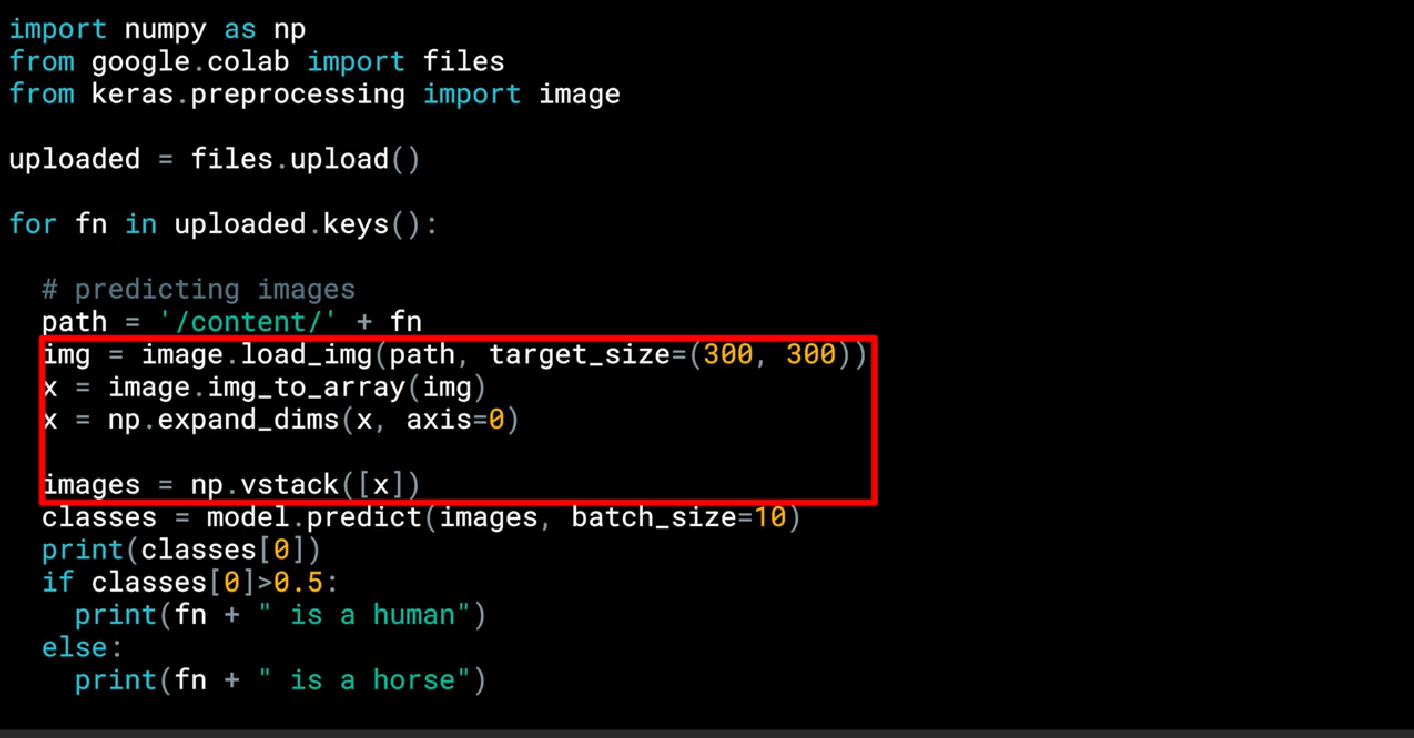 import numpy as np
from google.colab import files
from keras.preprocessing import image

uploaded = files.upload()

for fn in uploaded.keys():

  # predicting images
  path = '/content/' + fn
  img = image.load_img(path, target_size=(300, 300))
  x = image.img_to_array(img)
  x = np.expand_dims(x, axis=0)

  images = np.vstack([x])
  classes = model.predict(images, batch_size=10)
  print(classes[0])
  if classes[0]>0.5:
    print(fn + " is a human")
  else:
    print(fn + " is a horse")